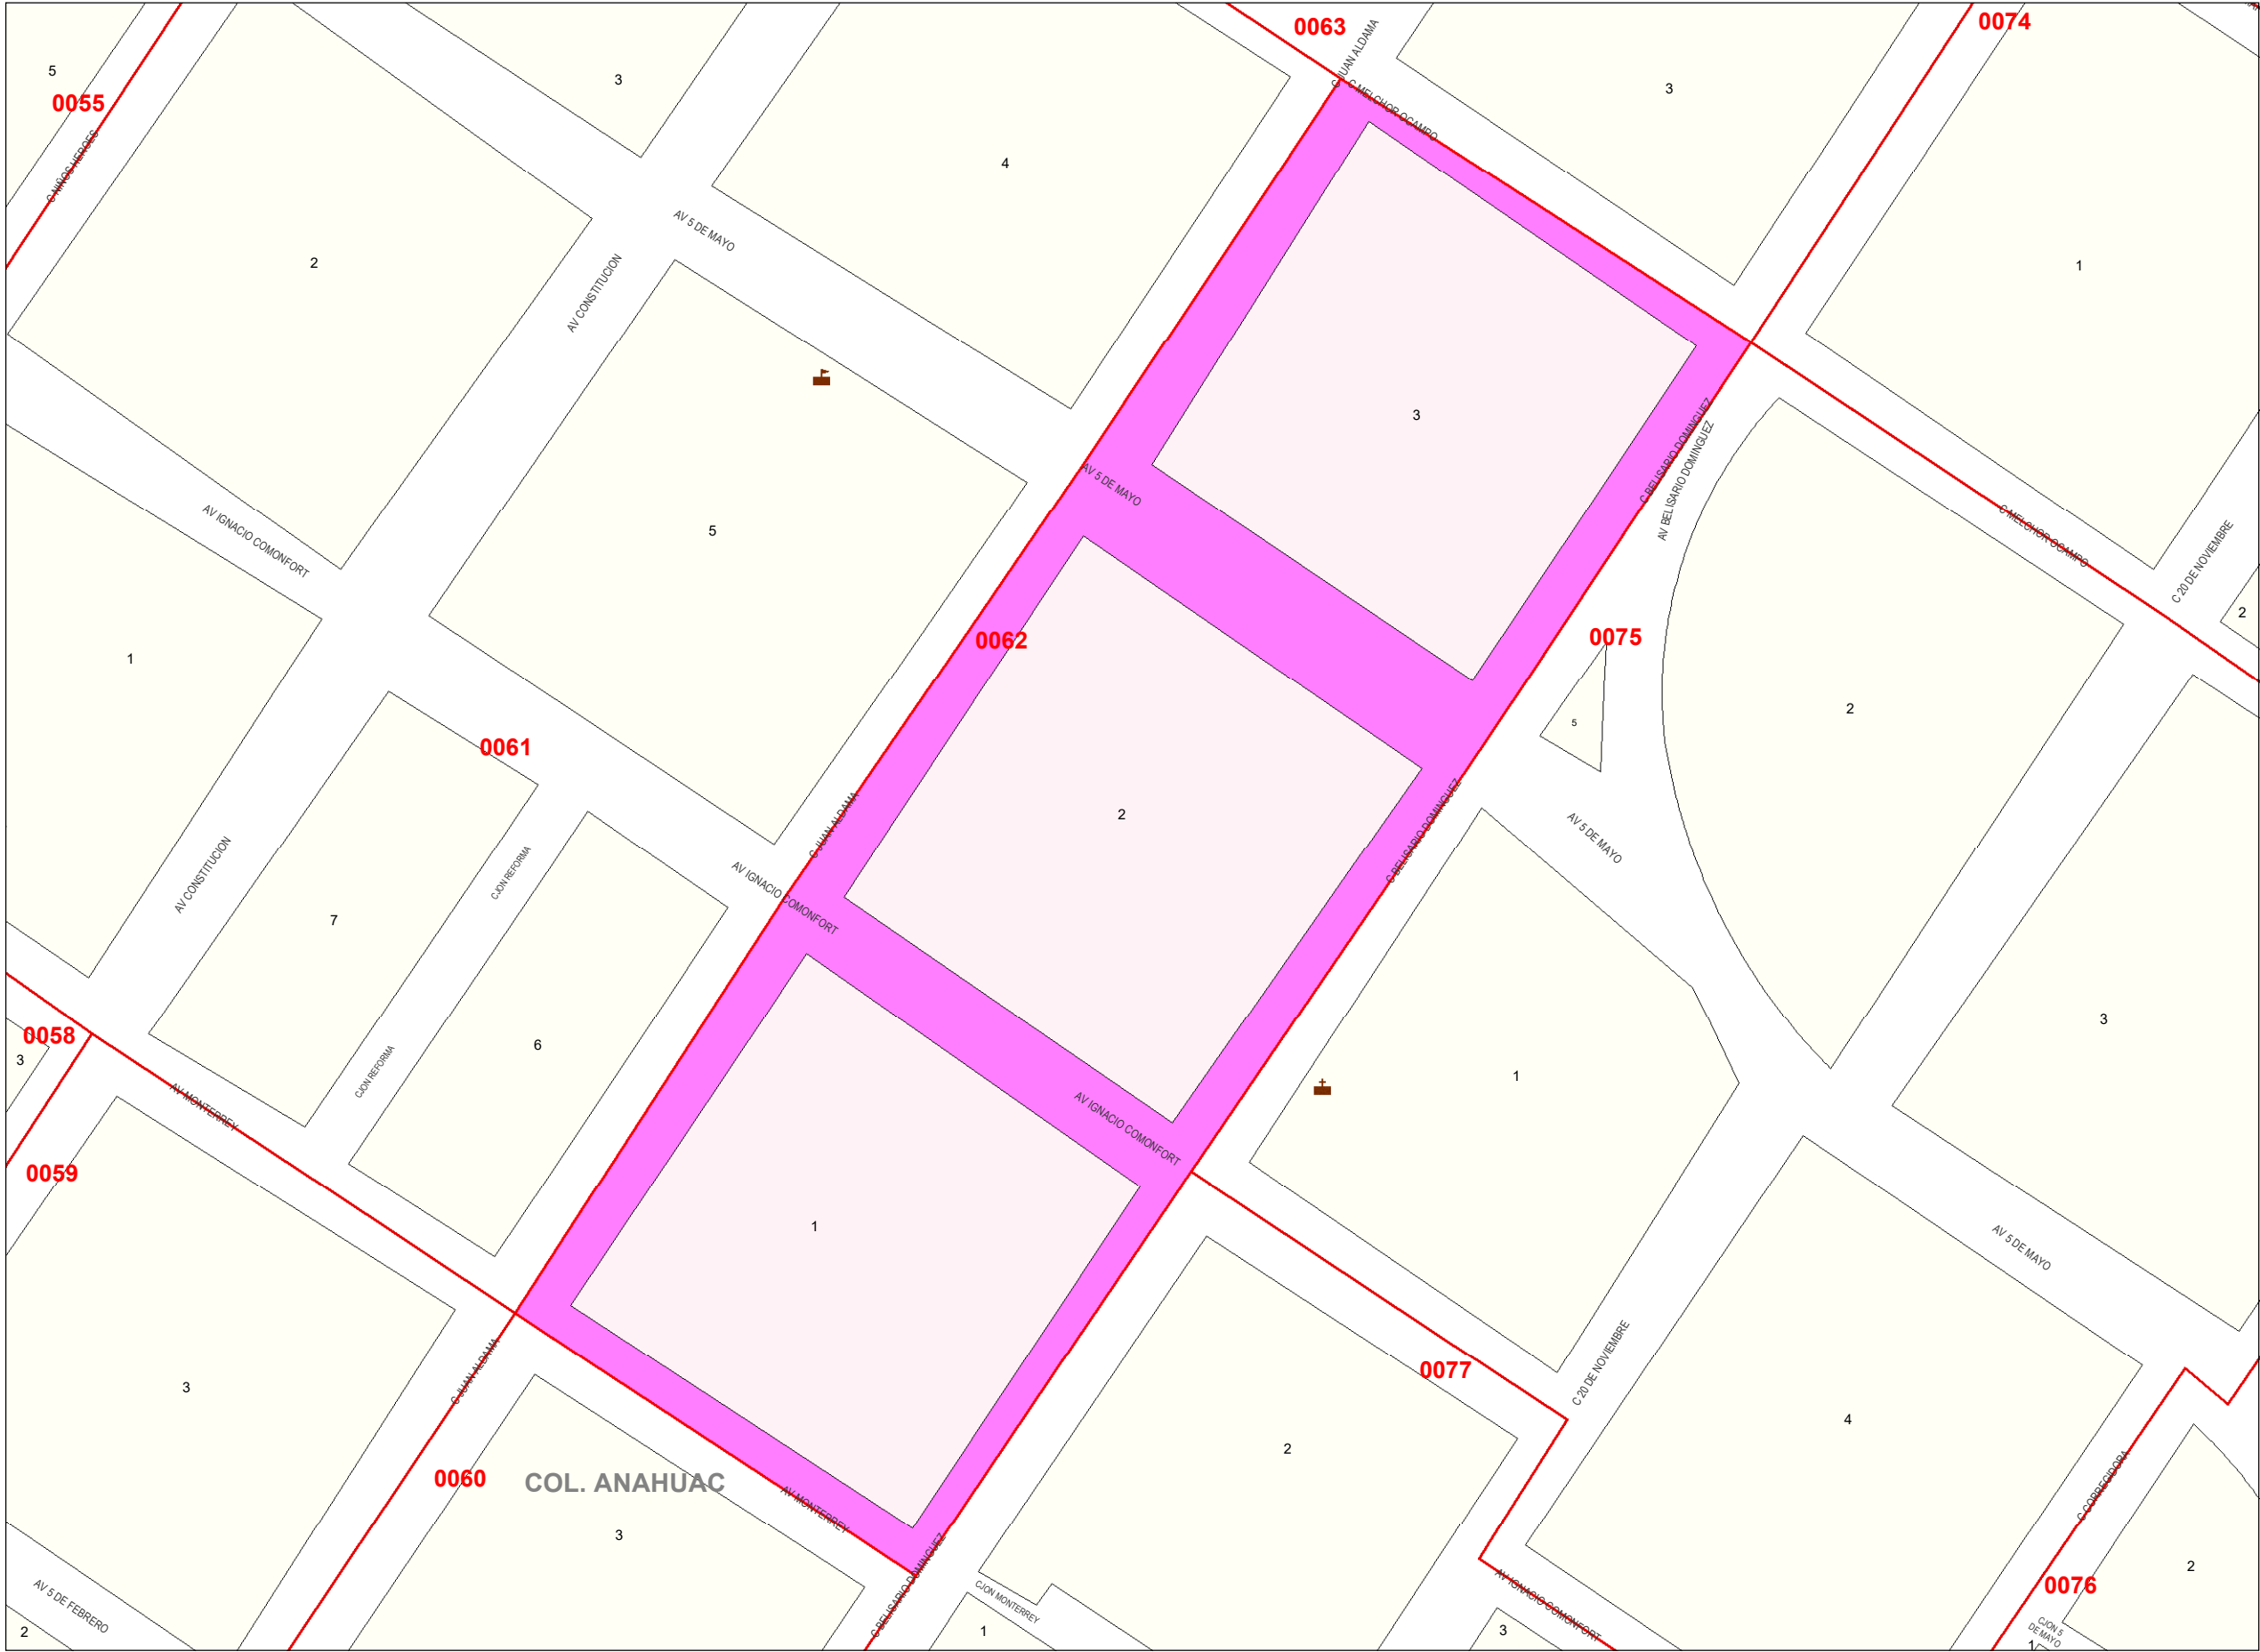 0063
C JUAN ALDAMA
0074
5
0055
3
3
C MELCHOR OCAMPO
C NIÑOS HEROES
4
AV 5 DE MAYO
2
AV CONSTITUCION
1
3
C BELISARIO DOMINGUEZ
AV BELISARIO DOMINGUEZ
AV 5 DE MAYO
AV IGNACIO COMONFORT
5
C MELCHOR OCAMPO
C 20 DE NOVIEMBRE
2
0062
0075
1
5
2
0061
C JUAN ALDAMA
2
C BELISARIO DOMINGUEZ
AV 5 DE MAYO
AV CONSTITUCION
CJON REFORMA
AV IGNACIO COMONFORT
7
3
0058
3
6
CJON REFORMA
1
AV MONTERREY
AV IGNACIO COMONFORT
0059
1
AV 5 DE MAYO
C JUAN ALDAMA
0077
C 20 DE NOVIEMBRE
3
4
2
0060
COL. ANAHUAC
AV MONTERREY
C CORREGIDORA
3
C BELISARIO DOMINGUEZ
2
0076
AV 5 DE FEBRERO
CJON MONTERREY
AV IGNACIO COMONFORT
2
1
3
CJON 5
DE MAYO
1